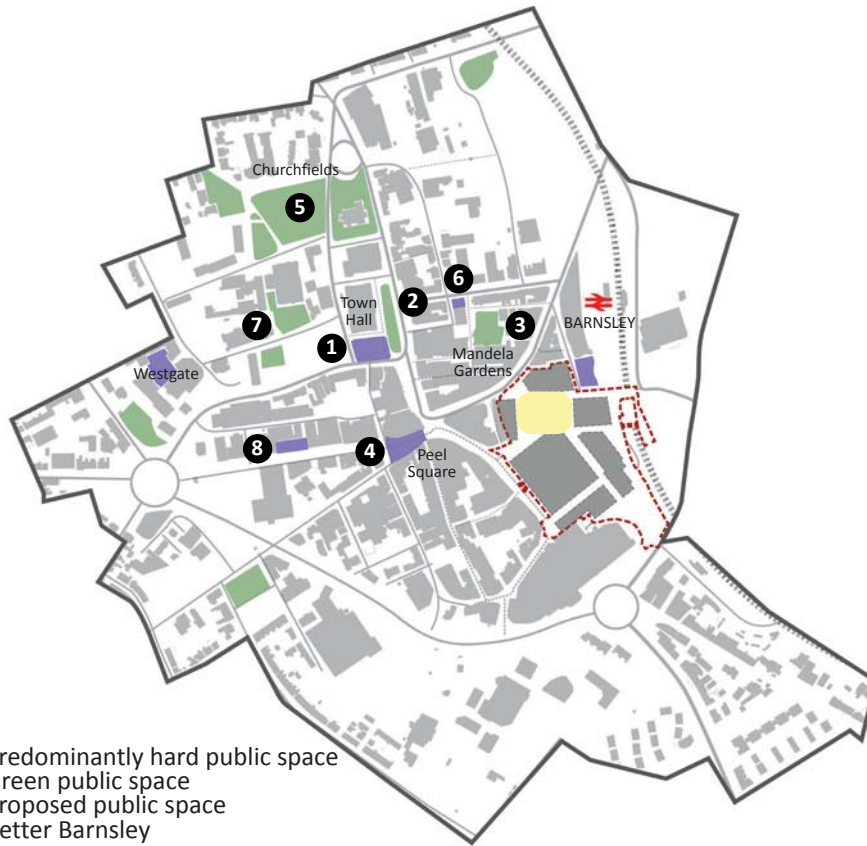 Churchfields
5
6
2
Town
Hall
3
BARNSLEY
7
1
Mandela
Gardens
Westgate
8
4
Peel
Square
redominantly hard public space
reen public space
roposed public space
etter Barnsley